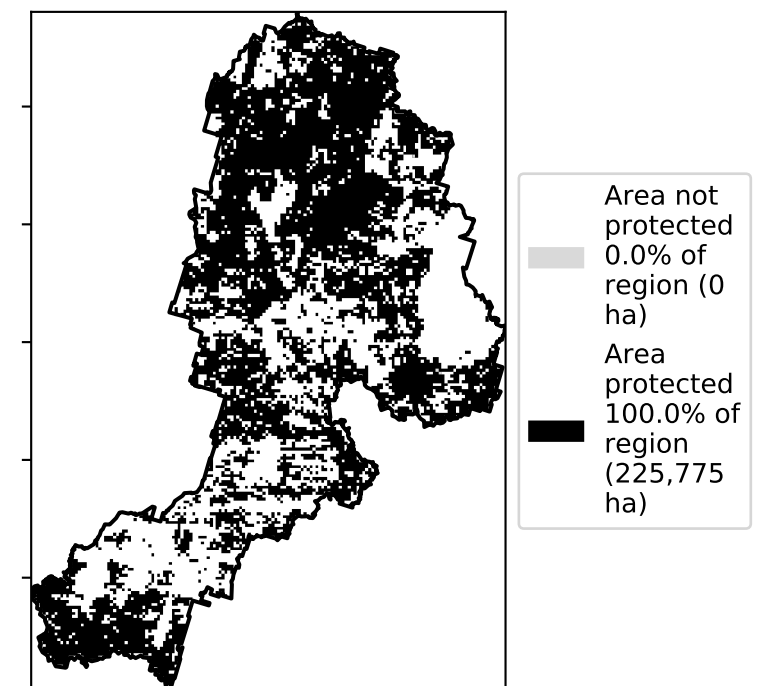 Area not
protected
0.0% of
region (0
ha)
Area
protected
100.0% of
region
(225,775
ha)